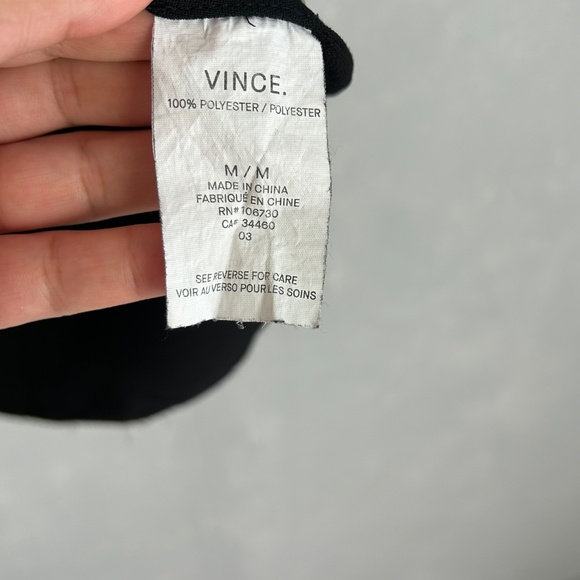 VINCE.
100% POLYESTER / POLYESTER
M / M
MADE IN CHINA
FABRIQUÉ EN CHINE
RN# 106730
CA# 34460
03
SEE REVERSE FOR CARE
VOIR AU VERSO POUR LES SOINS